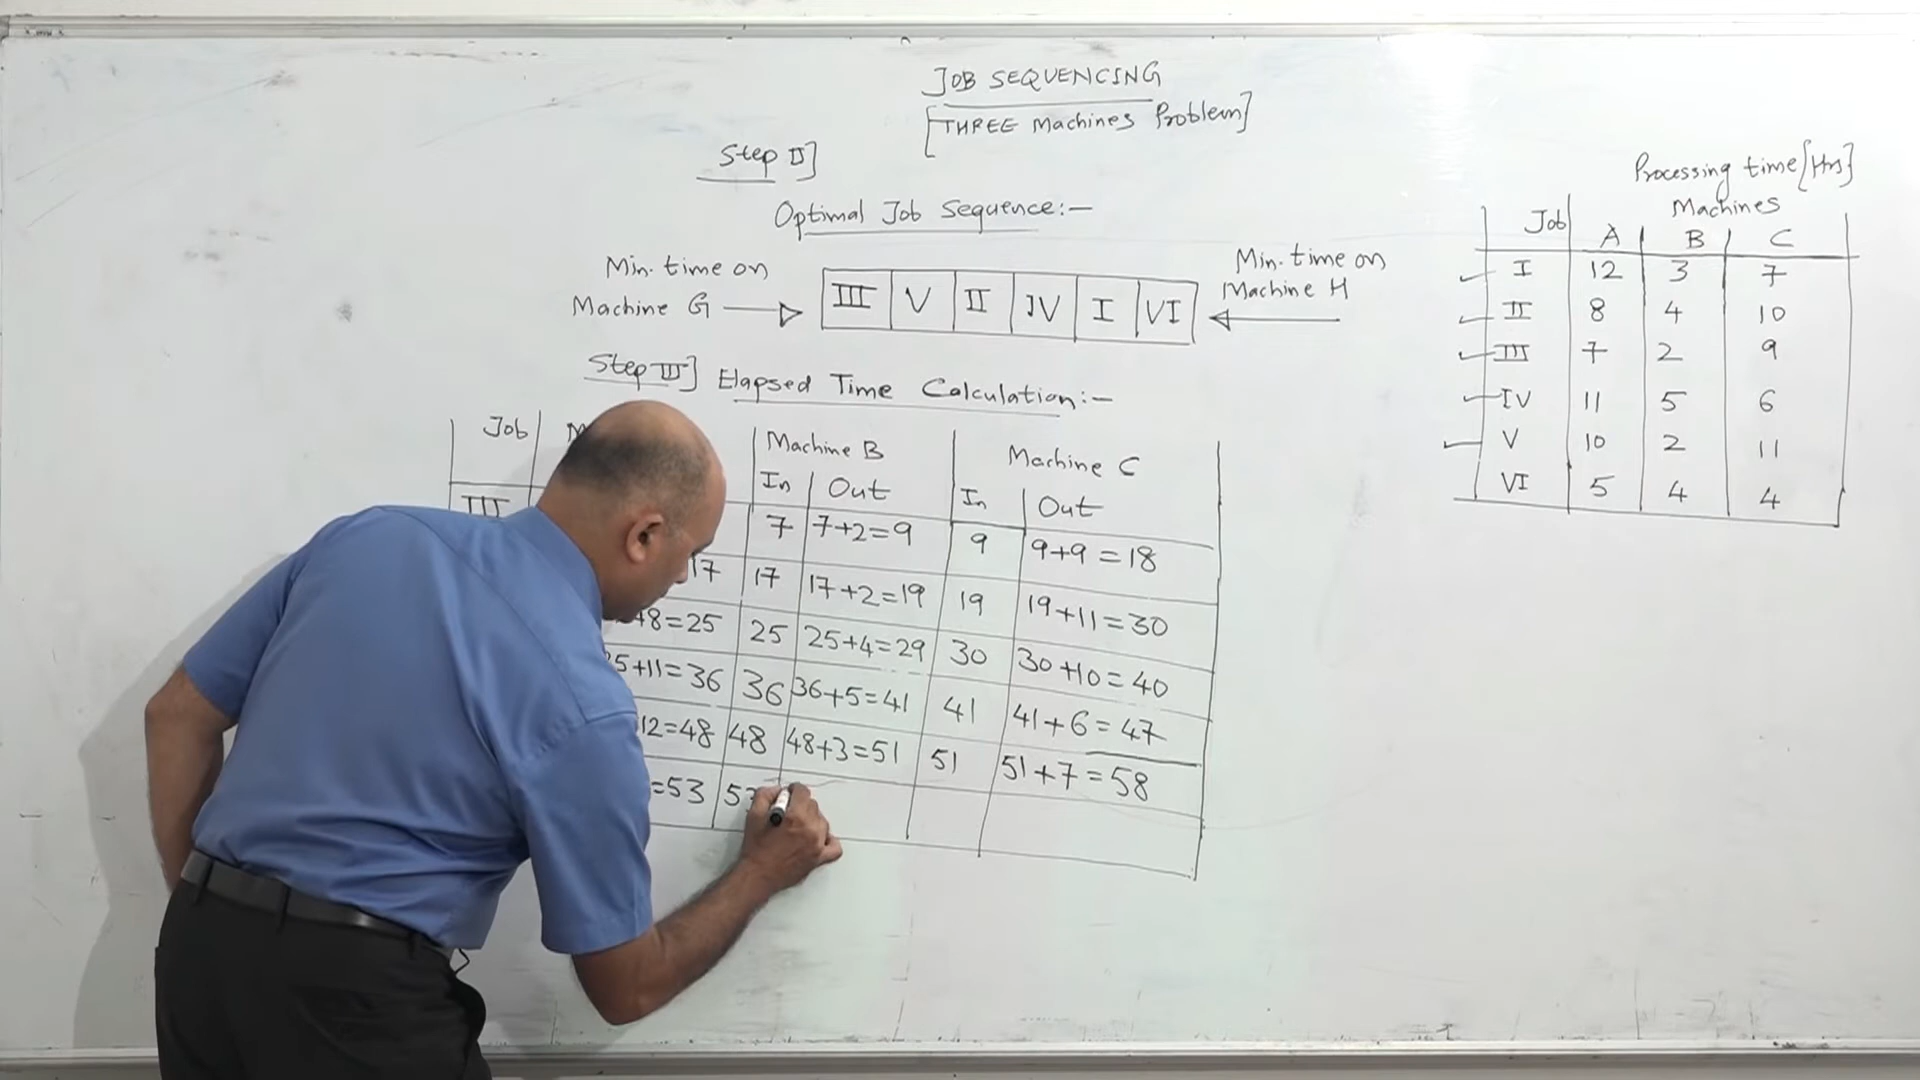 JOB SEQUENCING
[THREE Machines Problem]
Step II]
Optimal Job Sequence:-
Min. time on
Machine G
III V II IV I VI
Min. time on
Machine H
Step III] Elapsed Time Calculation:-
Job Machine B Machine C
In Out In Out
III 7 7+2=9 9 9+9=18
17 17 17+2=19 19 19+11=30
+8=25 25 25+4=29 30 30+10=40
25+11=36 36 36+5=41 41 41+6=47
12=48 48 48+3=51 51 51+7=58
=53 53
Processing time [Hrs]
Job Machines
A B C
I 12 3 7
II 8 4 10
III 7 2 9
IV 11 5 6
V 10 2 11
VI 5 4 4